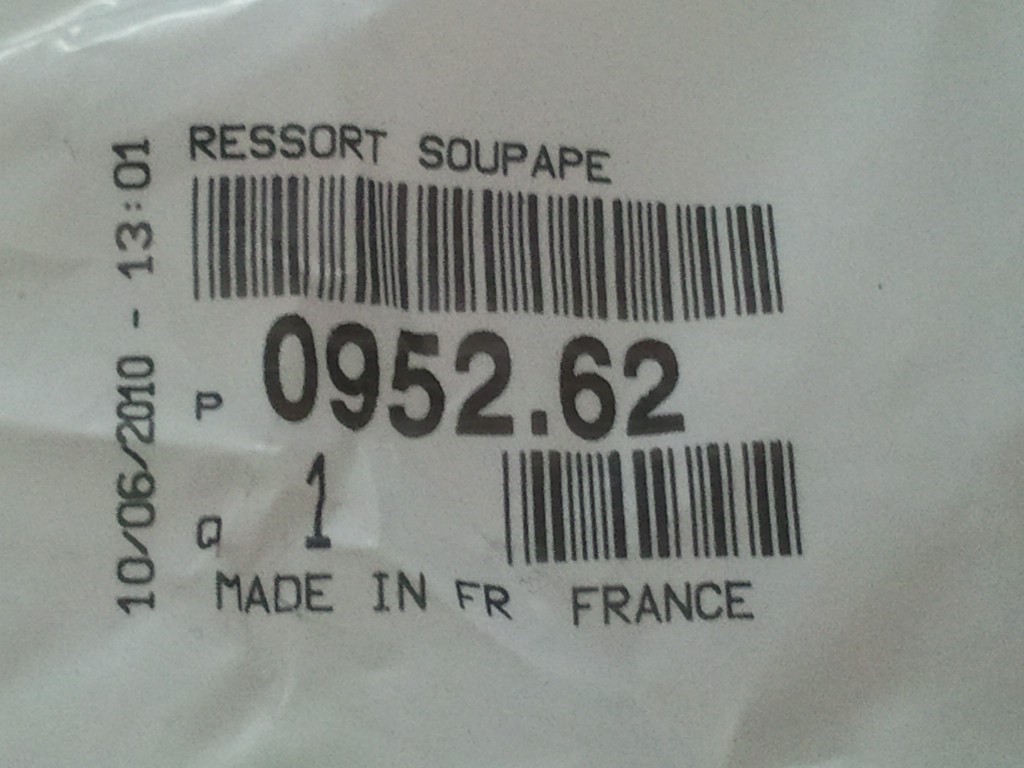 RESSORT SOUPAPE
P 0952.62
Q 1
MADE IN FR FRANCE
10/06/2010 - 13:01